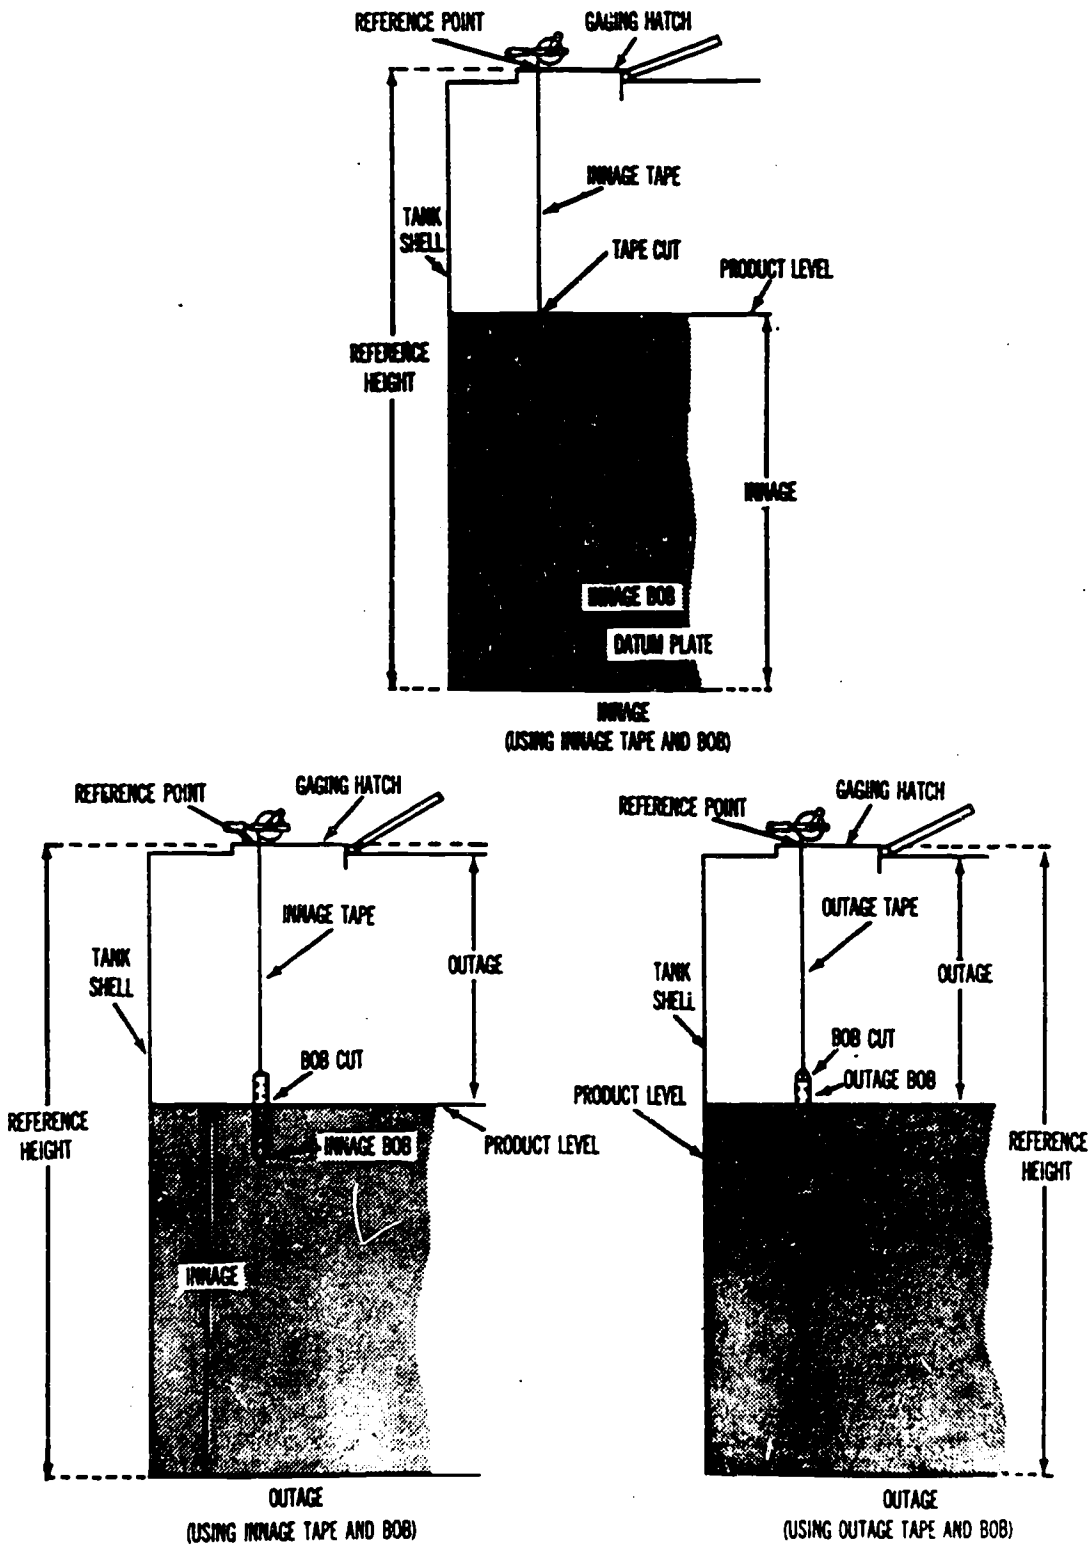 REFERENCE POINT
GAGING HATCH
INNAGE TAPE
TANK
SHELL
TAPE CUT
PRODUCT LEVEL
REFERENCE
HEIGHT
INNAGE
INNAGE BOB
DATUM PLATE
INNAGE
(USING INNAGE TAPE AND BOB)
REFERENCE POINT
GAGING HATCH
INNAGE TAPE
TANK
SHELL
OUTAGE
BOB CUT
REFERENCE
HEIGHT
INNAGE BOB
PRODUCT LEVEL
INNAGE
OUTAGE
(USING INNAGE TAPE AND BOB)
REFERENCE POINT
GAGING HATCH
OUTAGE TAPE
TANK
SHELL
OUTAGE
BOB CUT
OUTAGE BOB
PRODUCT LEVEL
REFERENCE
HEIGHT
OUTAGE
(USING OUTAGE TAPE AND BOB)